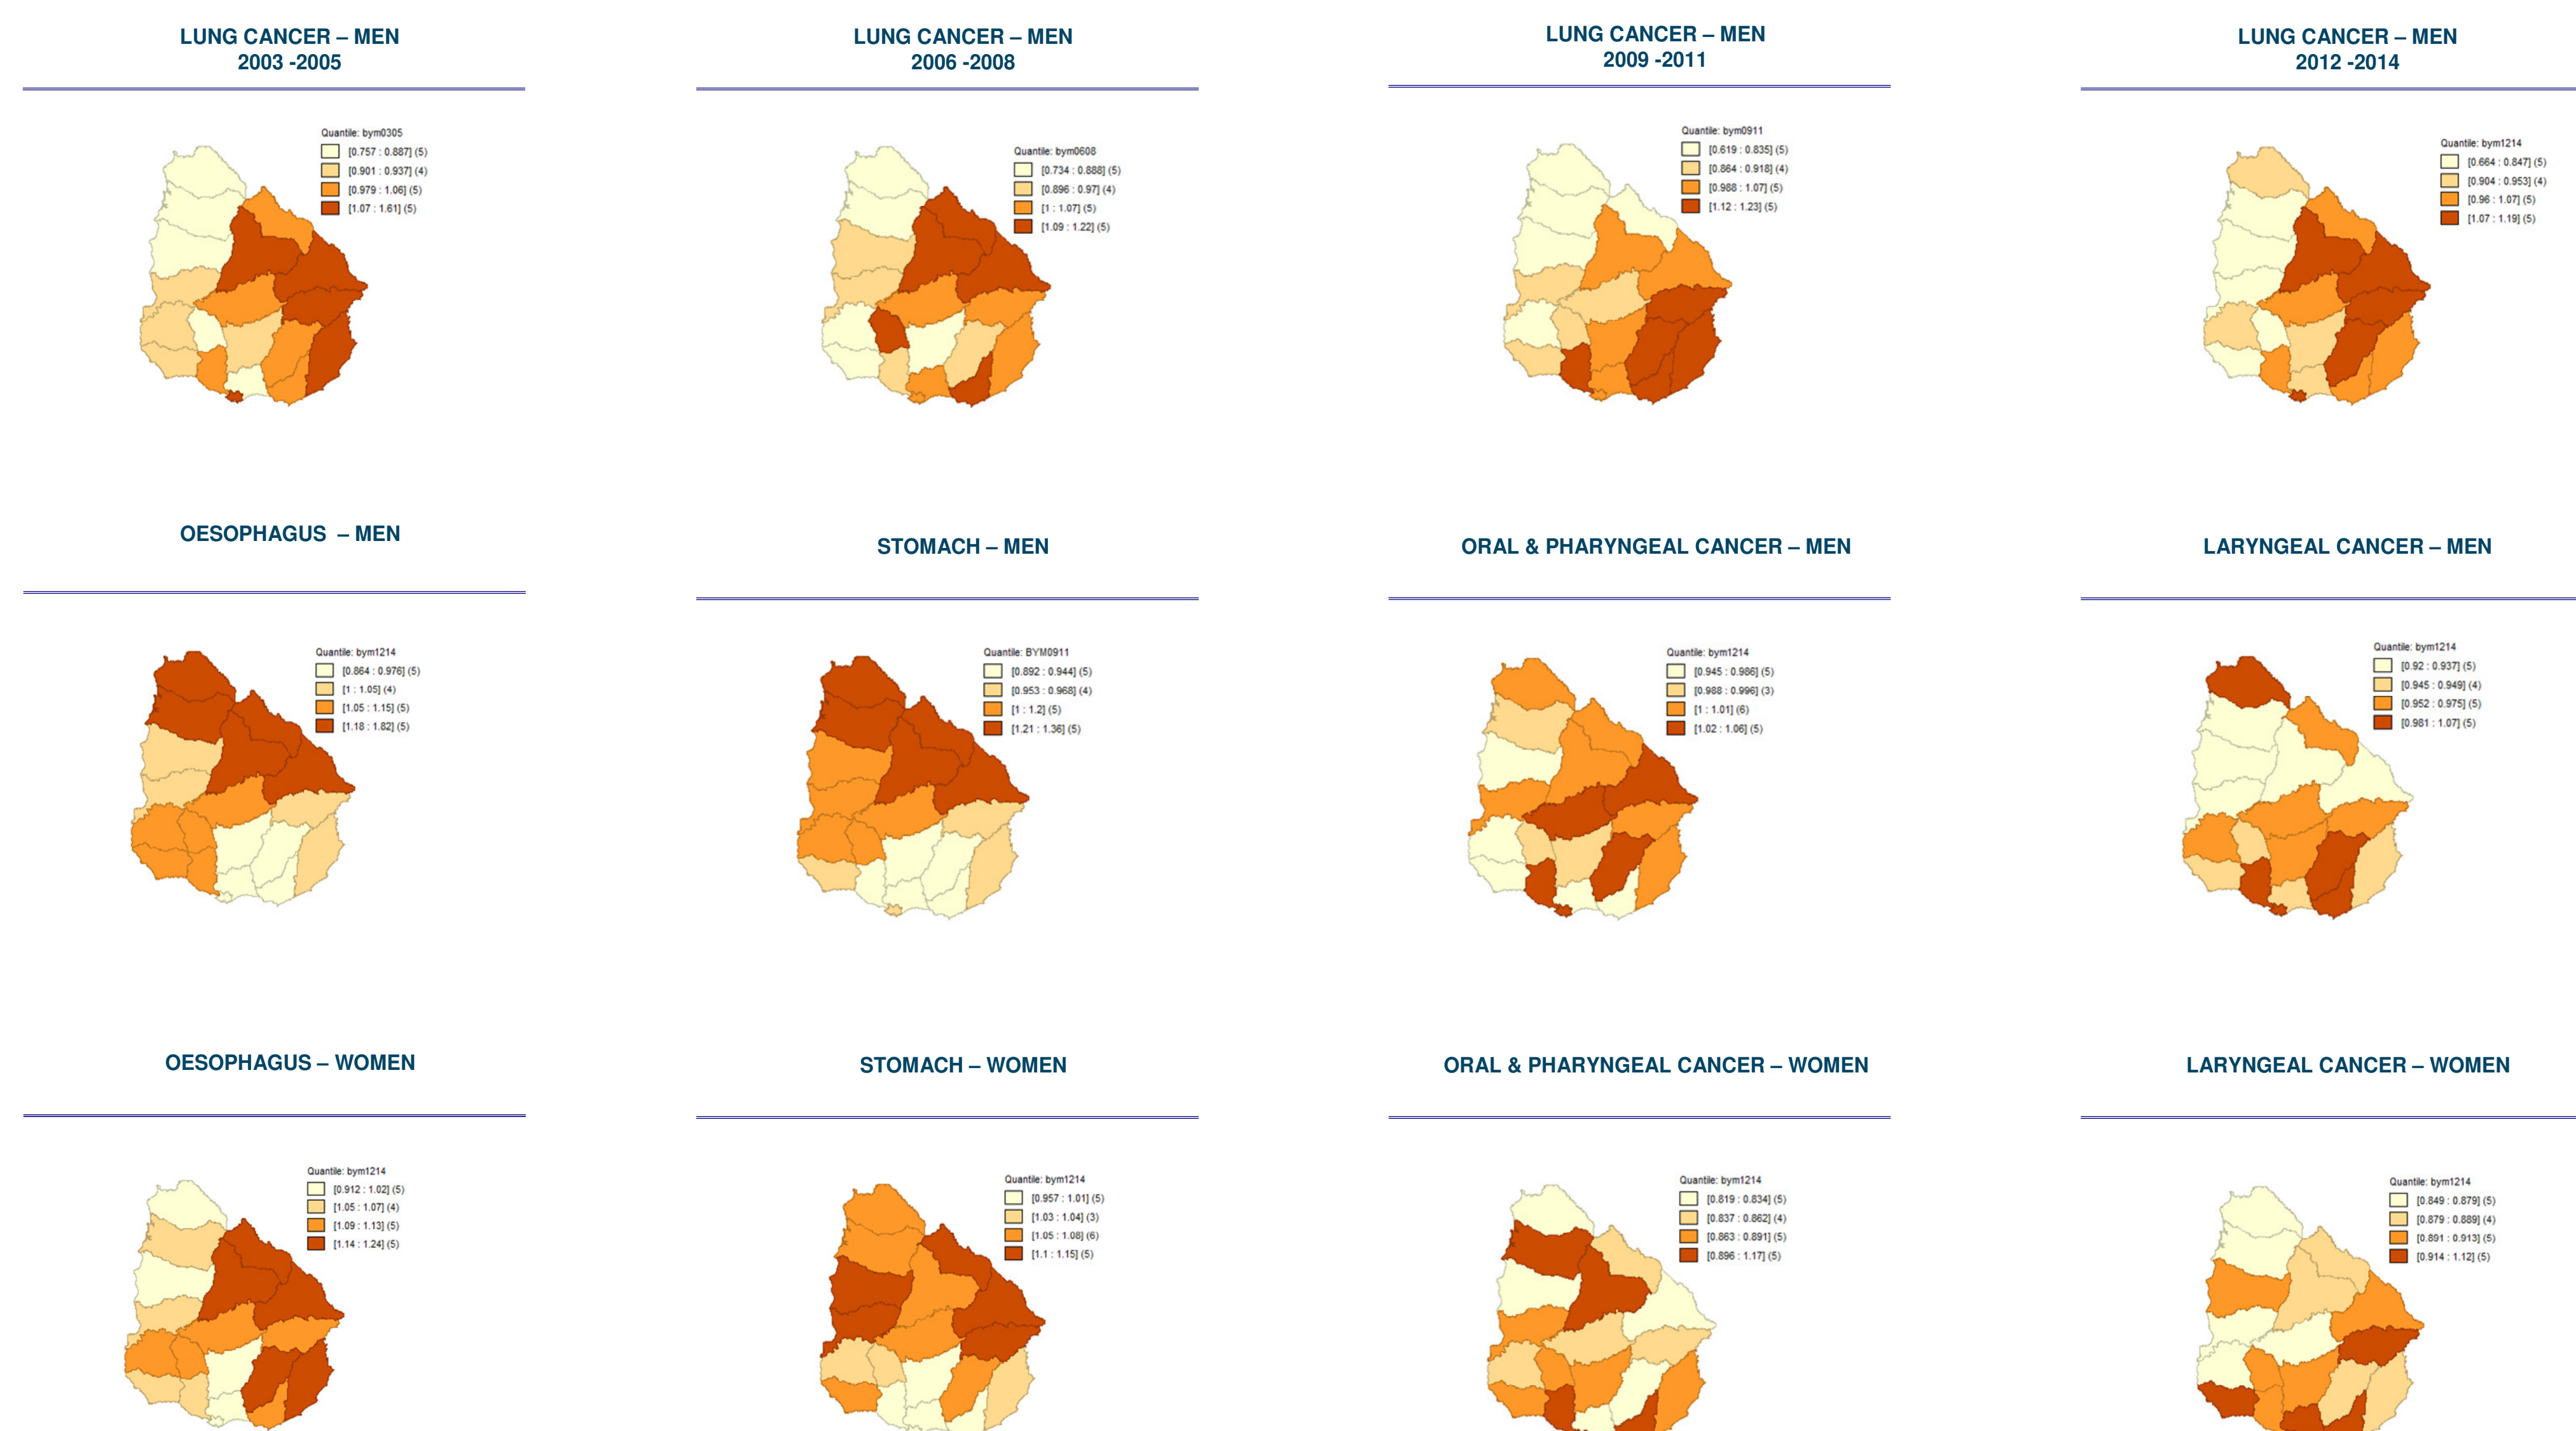 LUNG CANCER – MEN
2003 -2005
Quantile: bym0305
[0.757 : 0.887] (5)
[0.901 : 0.937] (4)
[0.979 : 1.06] (5)
[1.07 : 1.61] (5)
LUNG CANCER – MEN
2006 -2008
Quantile: bym0608
[0.734 : 0.888] (5)
[0.896 : 0.97] (4)
[1 : 1.07] (5)
[1.09 : 1.22] (5)
LUNG CANCER – MEN
2009 -2011
Quantile: bym0911
[0.619 : 0.835] (5)
[0.864 : 0.918] (4)
[0.988 : 1.07] (5)
[1.12 : 1.23] (5)
LUNG CANCER – MEN
2012 -2014
Quantile: bym1214
[0.664 : 0.847] (5)
[0.904 : 0.953] (4)
[0.96 : 1.07] (5)
[1.07 : 1.19] (5)
OESOPHAGUS – MEN
Quantile: bym1214
[0.864 : 0.976] (5)
[1 : 1.05] (4)
[1.05 : 1.15] (5)
[1.18 : 1.82] (5)
STOMACH – MEN
Quantile: BYM0911
[0.892 : 0.944] (5)
[0.953 : 0.968] (4)
[1 : 1.2] (5)
[1.21 : 1.36] (5)
ORAL & PHARYNGEAL CANCER – MEN
Quantile: bym1214
[0.945 : 0.986] (5)
[0.988 : 0.996] (3)
[1 : 1.01] (6)
[1.02 : 1.06] (5)
LARYNGEAL CANCER – MEN
Quantile: bym1214
[0.92 : 0.937] (5)
[0.945 : 0.949] (4)
[0.952 : 0.975] (5)
[0.981 : 1.07] (5)
OESOPHAGUS – WOMEN
Quantile: bym1214
[0.912 : 1.02] (5)
[1.05 : 1.07] (4)
[1.09 : 1.13] (5)
[1.14 : 1.24] (5)
STOMACH – WOMEN
Quantile: bym1214
[0.957 : 1.01] (5)
[1.03 : 1.04] (3)
[1.05 : 1.08] (6)
[1.1 : 1.15] (5)
ORAL & PHARYNGEAL CANCER – WOMEN
Quantile: bym1214
[0.819 : 0.834] (5)
[0.837 : 0.862] (4)
[0.863 : 0.891] (5)
[0.896 : 1.17] (5)
LARYNGEAL CANCER – WOMEN
Quantile: bym1214
[0.849 : 0.879] (5)
[0.879 : 0.889] (4)
[0.891 : 0.913] (5)
[0.914 : 1.12] (5)